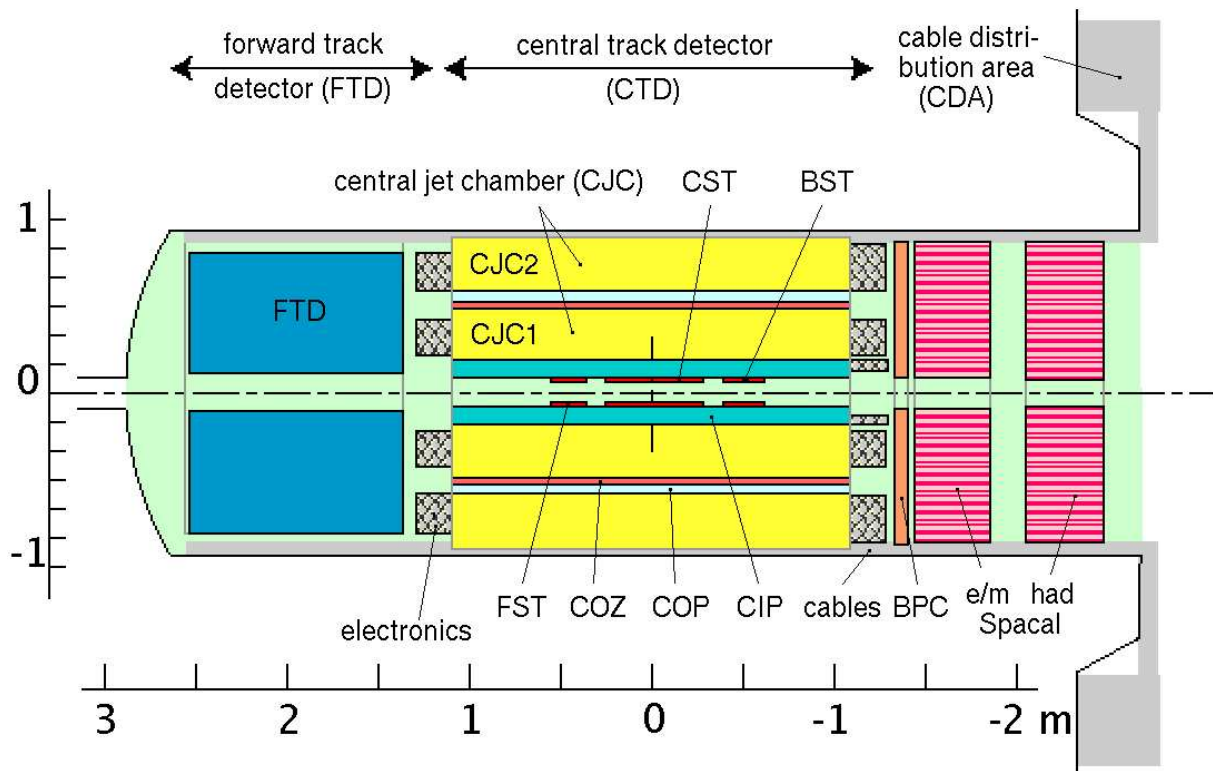 forward track
detector (FTD)
central track detector
(CTD)
cable distri-
bution area
(CDA)
central jet chamber (CJC)
CST
BST
1
CJC2
FTD
CJC1
0
-1
FST
COZ
COP
CIP
cables
BPC
e/m
had
Spacal
electronics
3
2
1
0
-1
-2
m